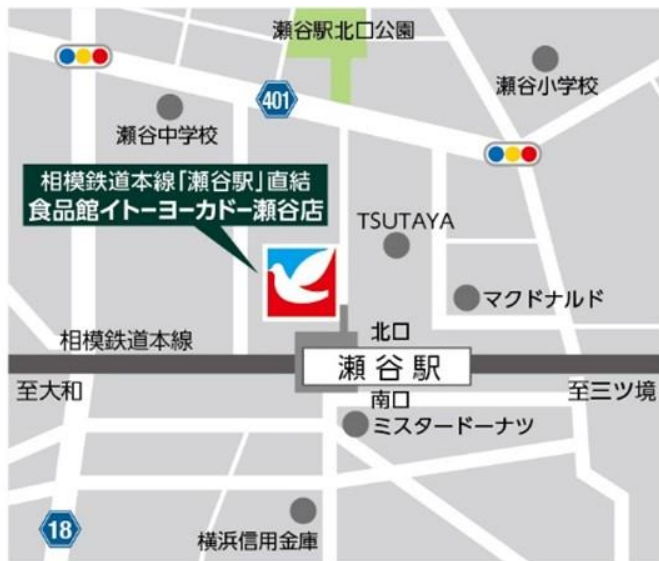 瀬谷駅北口公園
瀬谷小学校
401
瀬谷中学校
相模鉄道本線「瀬谷駅」直結
食品館イトーヨーカドー瀬谷店
TSUTAYA
マクドナルド
相模鉄道本線
北口
瀬谷駅
至大和
至三ツ境
南口
ミスタードーナツ
18
横浜信用金庫